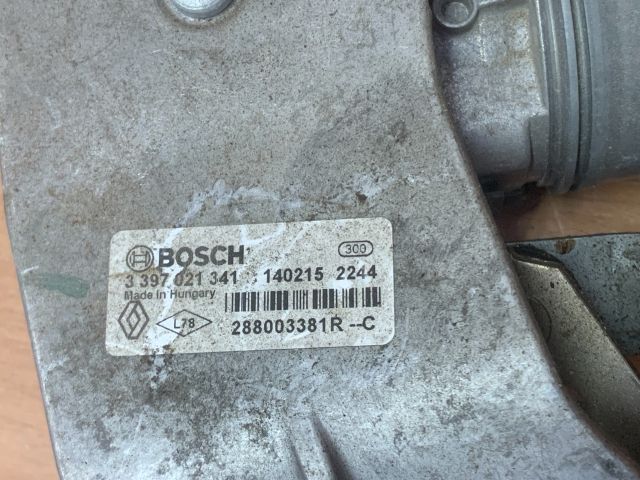 BOSCH 300
3 397 021 341 140215 2244
Made in Hungary
L78 288003381R --C